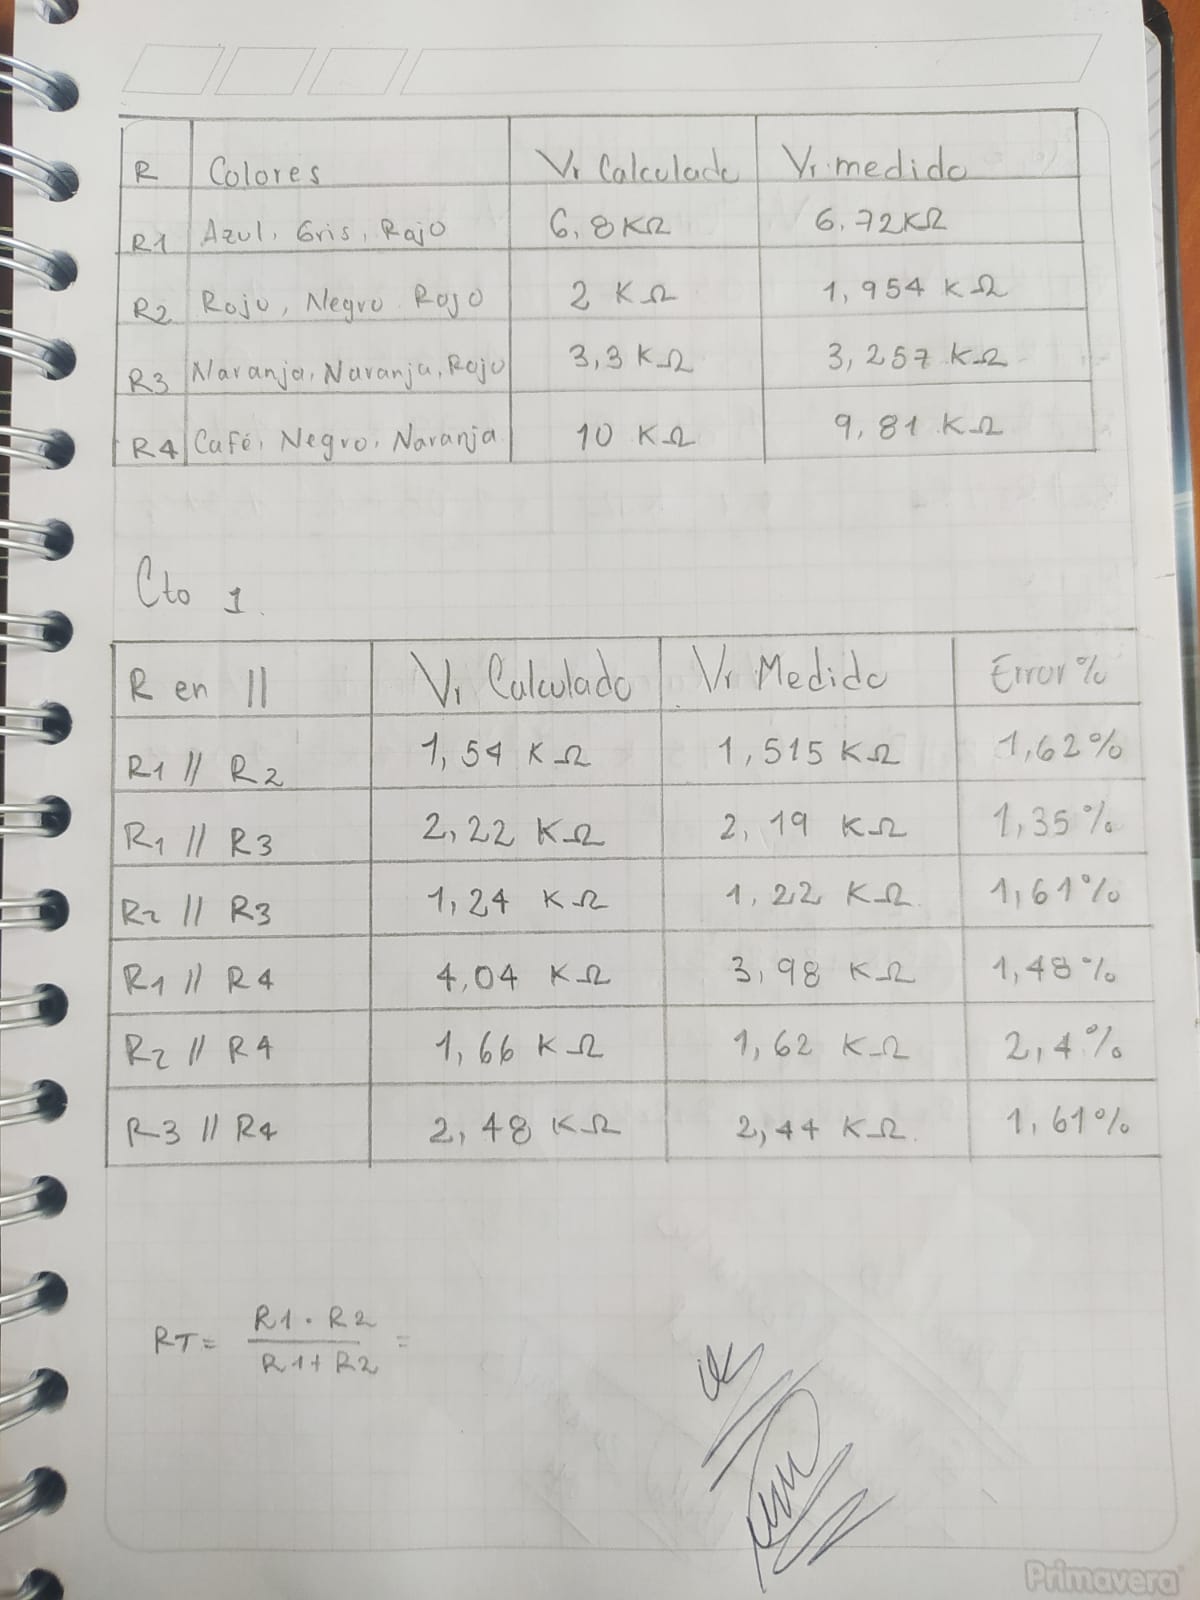 R Colores Vr Calculado Vr medido
R1 Azul, Gris, Rojo 6,8 KΩ 6,72 KΩ
R2 Rojo, Negro Rojo 2 KΩ 1,954 KΩ
R3 Naranja, Naranja, Rojo 3,3 KΩ 3,257 KΩ
R4 Café, Negro, Naranja 10 KΩ 9,81 KΩ
Cto 1.
R en || Vr Calculado Vr Medido Error %
R1 // R2 1,54 KΩ 1,515 KΩ 1,62%
R1 // R3 2,22 KΩ 2,19 KΩ 1,35%
R2 // R3 1,24 KΩ 1,22 KΩ 1,61%
R1 // R4 4,04 KΩ 3,98 KΩ 1,48%
R2 // R4 1,66 KΩ 1,62 KΩ 2,4%
R3 // R4 2,48 KΩ 2,44 KΩ. 1,61%
RT = R1 · R2 =
R1 + R2
Primavera